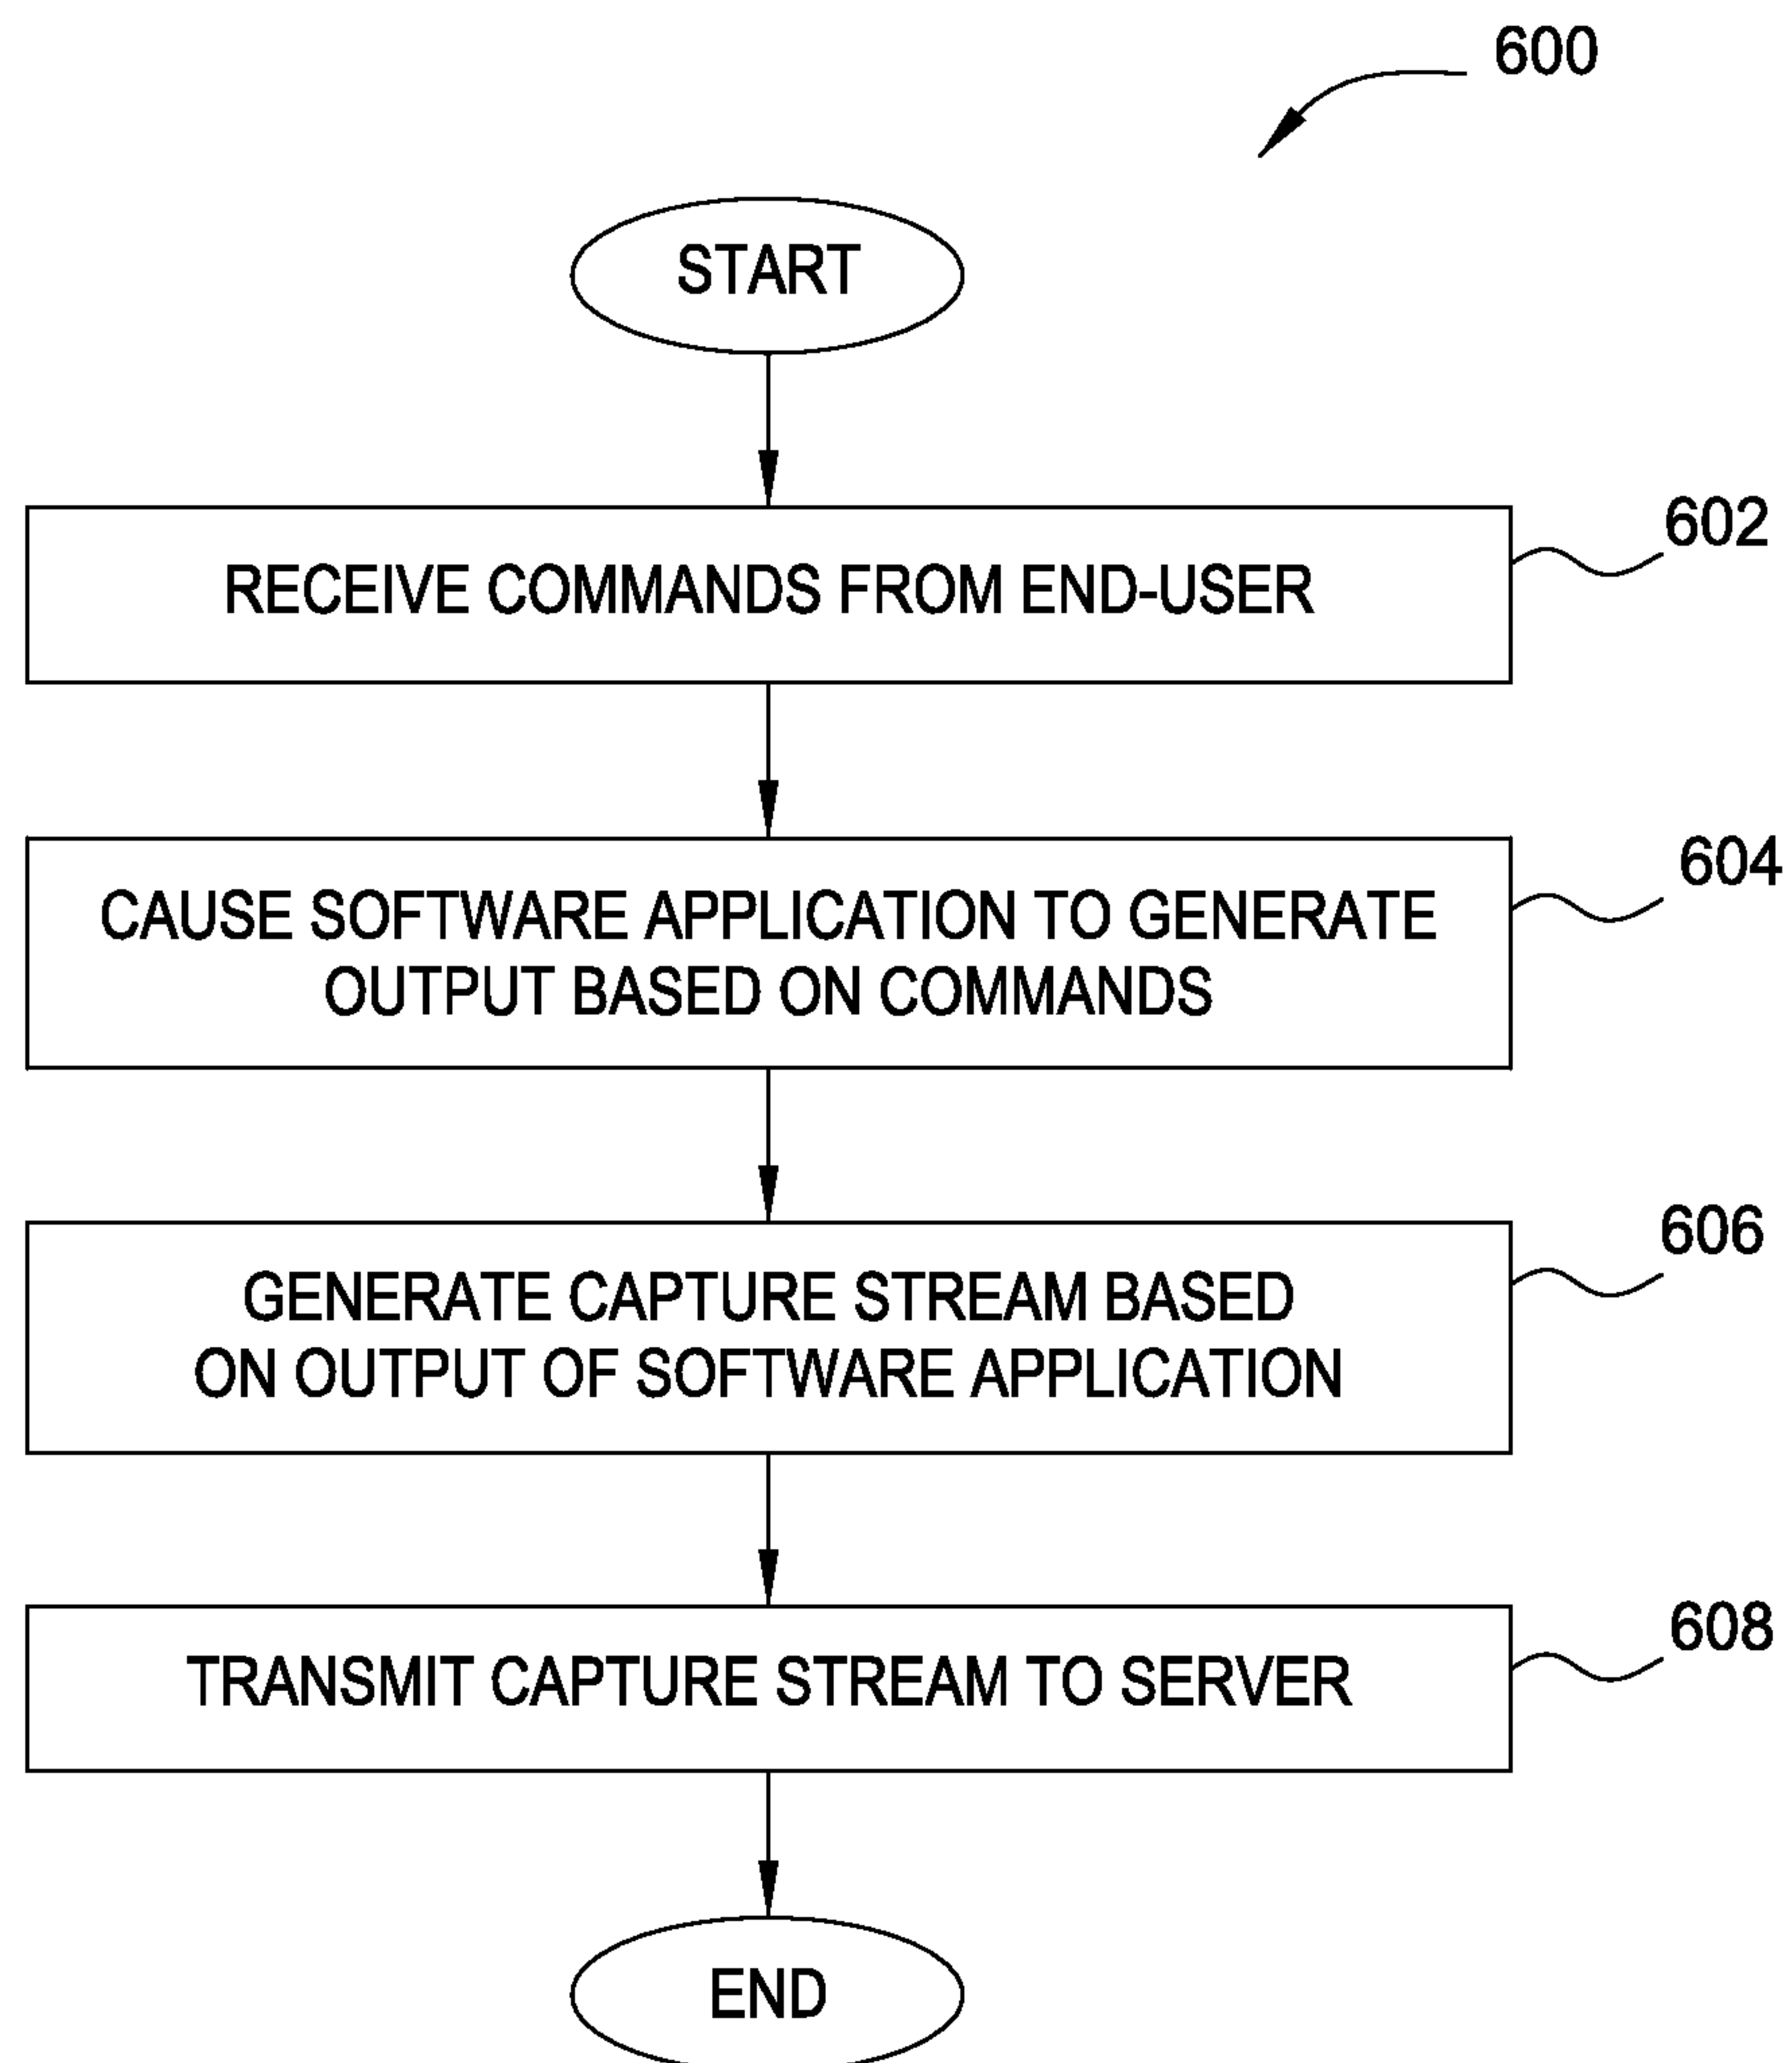 600
START
RECEIVE COMMANDS FROM END-USER
602
CAUSE SOFTWARE APPLICATION TO GENERATE
OUTPUT BASED ON COMMANDS
604
GENERATE CAPTURE STREAM BASED
ON OUTPUT OF SOFTWARE APPLICATION
606
TRANSMIT CAPTURE STREAM TO SERVER
608
END